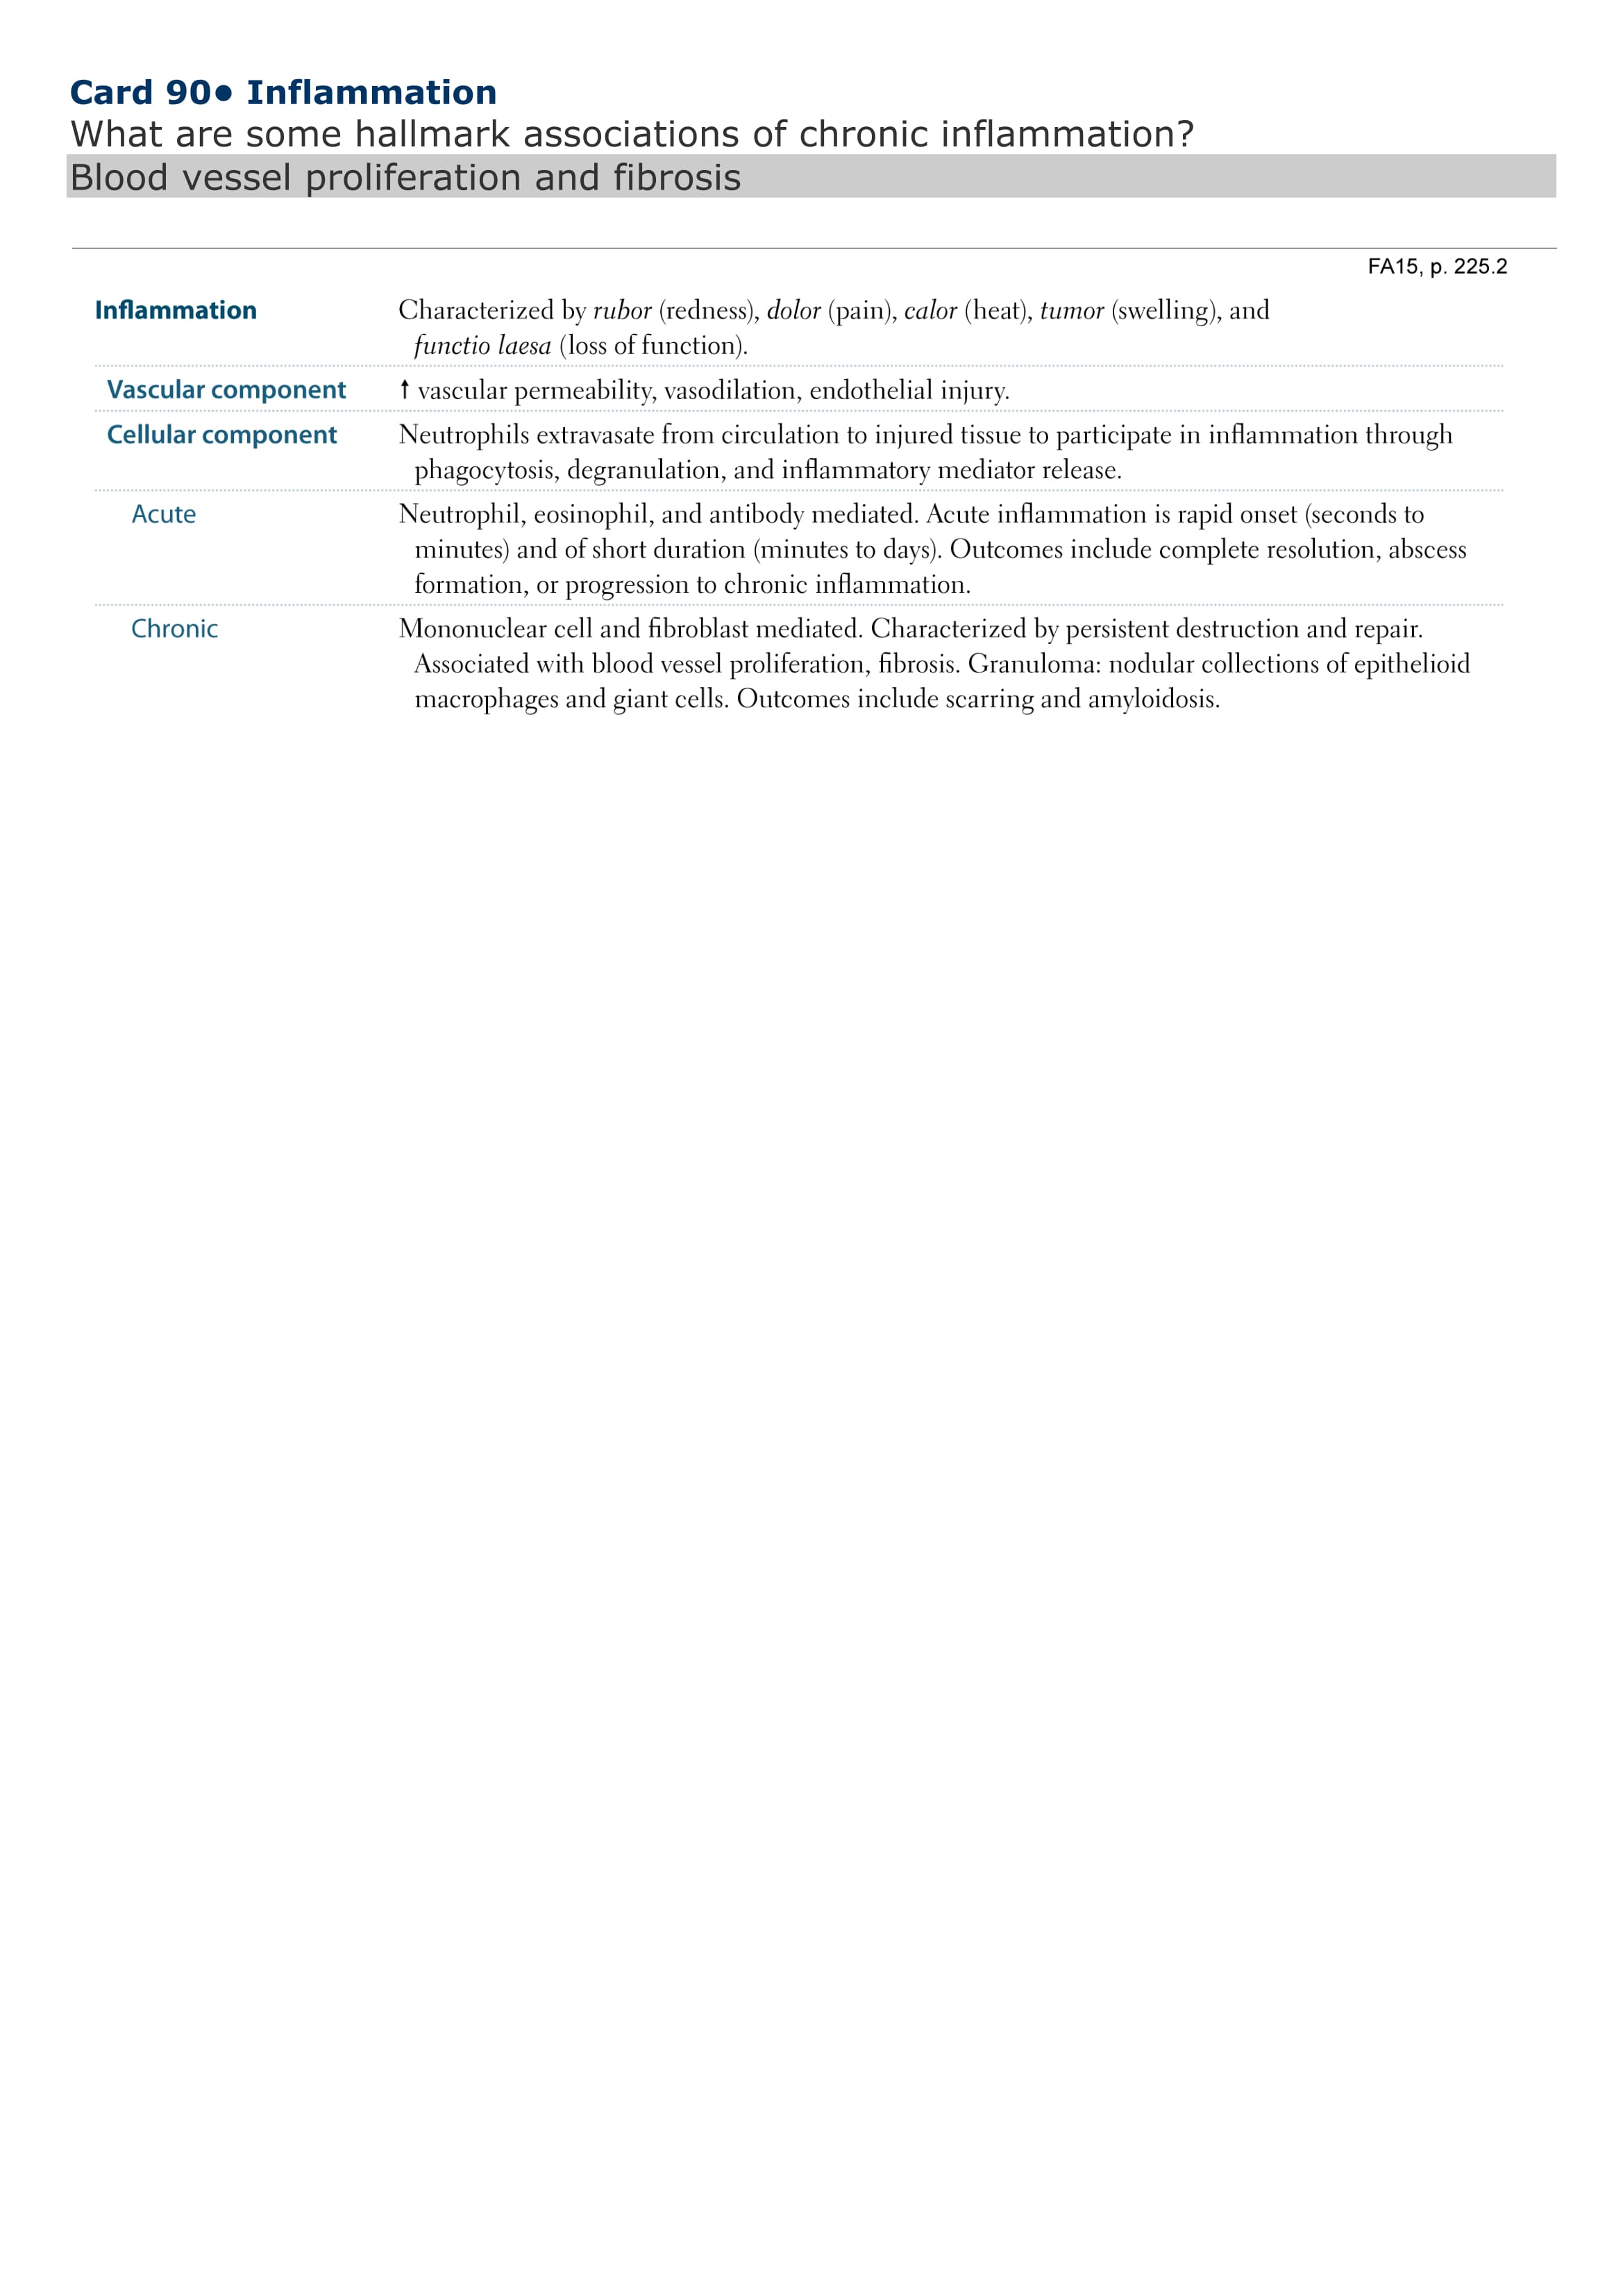 Card 90● Inflammation
What are some hallmark associations of chronic inflammation?
Blood vessel proliferation and fibrosis
FA15, p. 225.2
Inflammation Characterized by rubor (redness), dolor (pain), calor (heat), tumor (swelling), and
functio laesa (loss of function).
Vascular component ↑ vascular permeability, vasodilation, endothelial injury.
Cellular component Neutrophils extravasate from circulation to injured tissue to participate in inflammation through
phagocytosis, degranulation, and inflammatory mediator release.
Acute Neutrophil, eosinophil, and antibody mediated. Acute inflammation is rapid onset (seconds to
minutes) and of short duration (minutes to days). Outcomes include complete resolution, abscess
formation, or progression to chronic inflammation.
Chronic Mononuclear cell and fibroblast mediated. Characterized by persistent destruction and repair.
Associated with blood vessel proliferation, fibrosis. Granuloma: nodular collections of epithelioid
macrophages and giant cells. Outcomes include scarring and amyloidosis.